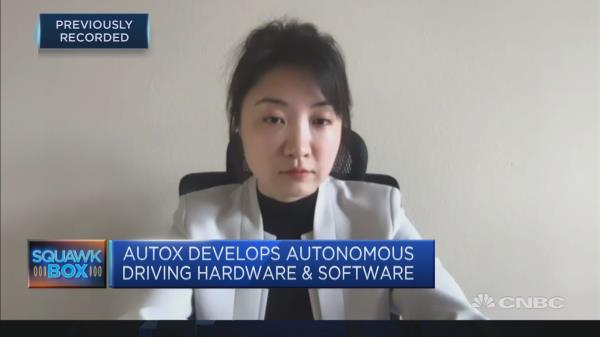 PREVIOUSLY
RECORDED
SQUAWK
BOX
AUTOX DEVELOPS AUTONOMOUS
DRIVING HARDWARE & SOFTWARE
CNBC